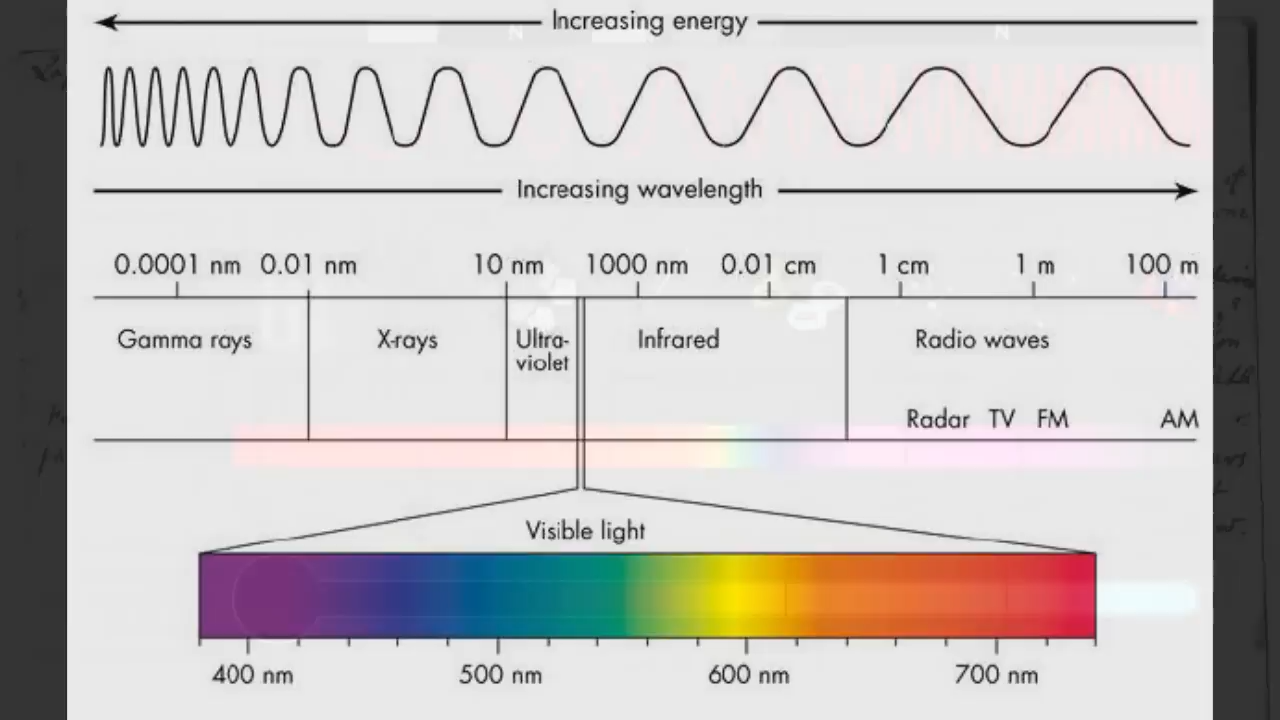 Increasing energy
Increasing wavelength
0.0001 nm 0.01 nm 10 nm 1000 nm 0.01 cm 1 cm 1 m 100 m
Gamma rays X-rays Ultra- Infrared Radio waves
violet
Radar TV FM AM
Visible light
400 nm 500 nm 600 nm 700 nm